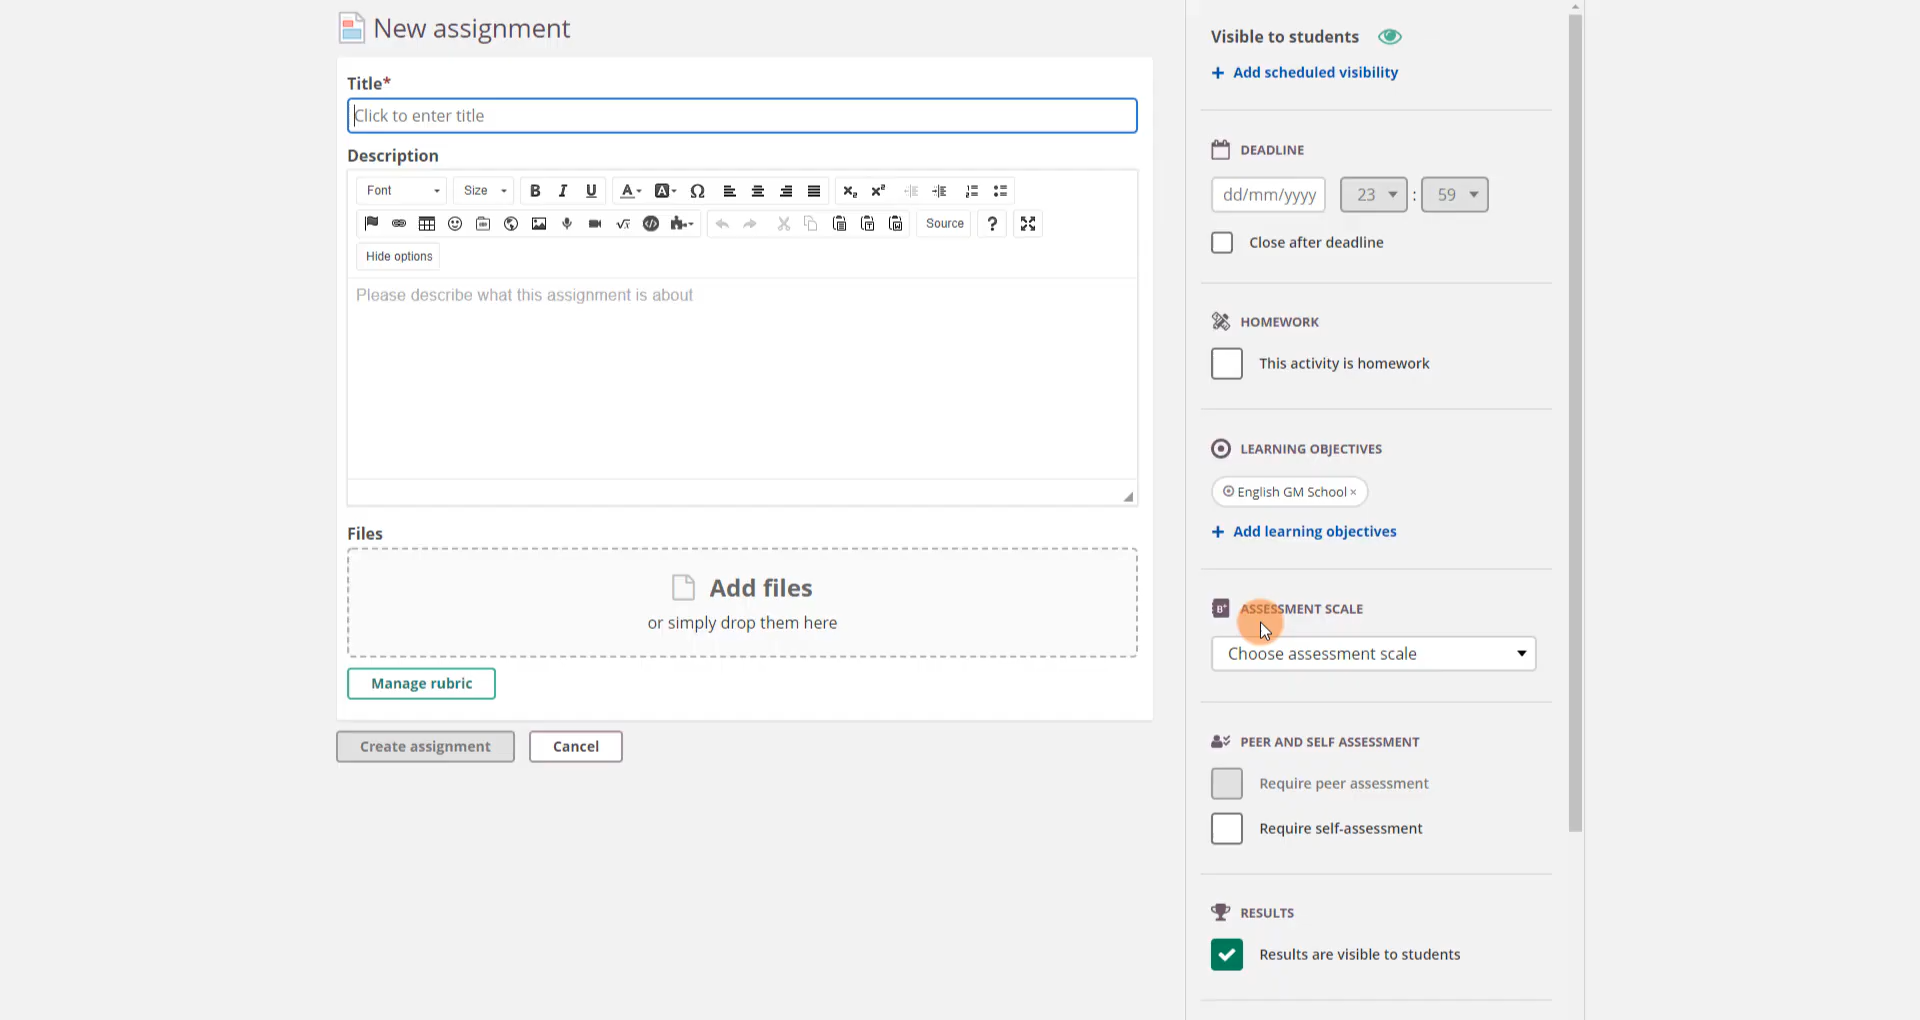 New assignment
Title*
Click to enter title
Description
Font
Size
B I U
A A Ω
x₂ x²
Source
?
Hide options
Please describe what this assignment is about
Files
Add files
or simply drop them here
Manage rubric
Create assignment
Cancel
Visible to students
+ Add scheduled visibility
DEADLINE
dd/mm/yyyy 23 : 59
Close after deadline
HOMEWORK
This activity is homework
LEARNING OBJECTIVES
English GM School ×
+ Add learning objectives
B+ ASSESSMENT SCALE
Choose assessment scale
PEER AND SELF ASSESSMENT
Require peer assessment
Require self-assessment
RESULTS
Results are visible to students